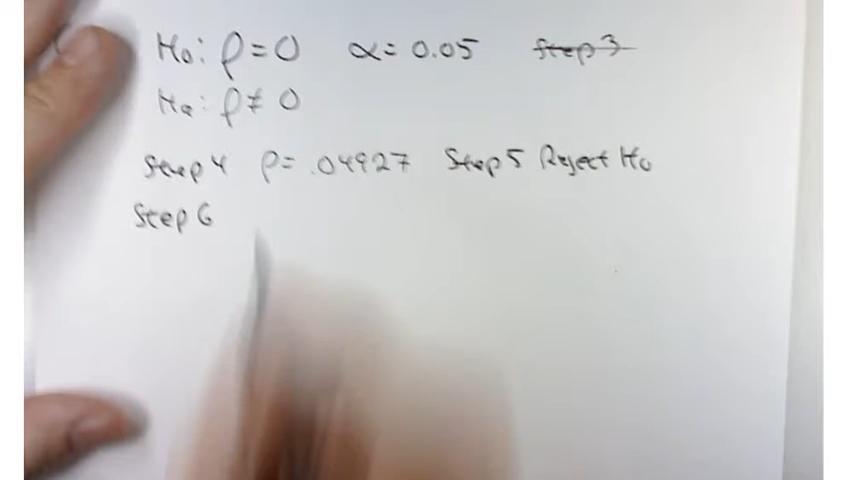 H₀: ρ=0 α=0.05 Step 3
Hₐ: ρ≠0
Step 4 P= .04927 Step 5 Reject H₀
Step 6